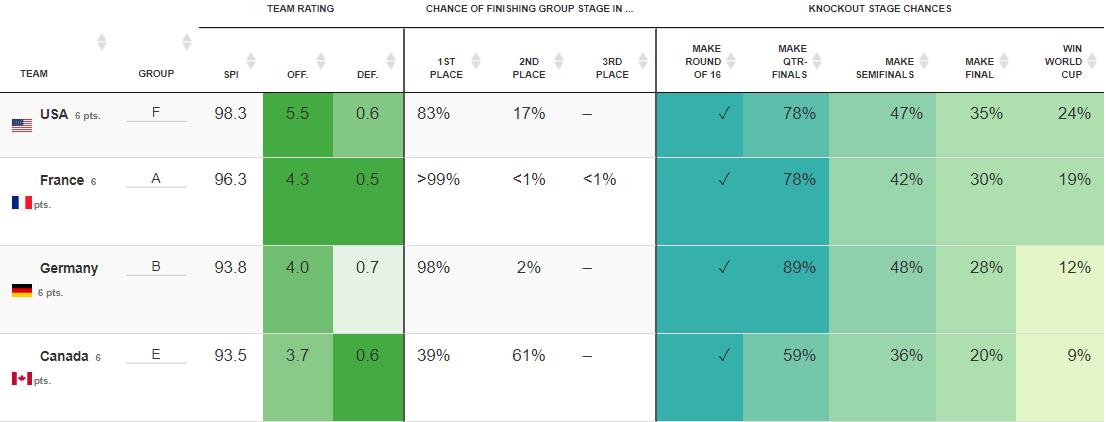 TEAM RATING CHANCE OF FINISHING GROUP STAGE IN ... KNOCKOUT STAGE CHANCES
TEAM GROUP SPI OFF. DEF. 1ST PLACE 2ND PLACE 3RD PLACE MAKE ROUND OF 16 MAKE QTR-FINALS MAKE SEMIFINALS MAKE FINAL WIN WORLD CUP
USA 6 pts. F 98.3 5.5 0.6 83% 17% – ✓ 78% 47% 35% 24%
France 6 pts. A 96.3 4.3 0.5 >99% <1% <1% ✓ 78% 42% 30% 19%
Germany 6 pts. B 93.8 4.0 0.7 98% 2% – ✓ 89% 48% 28% 12%
Canada 6 pts. E 93.5 3.7 0.6 39% 61% – ✓ 59% 36% 20% 9%